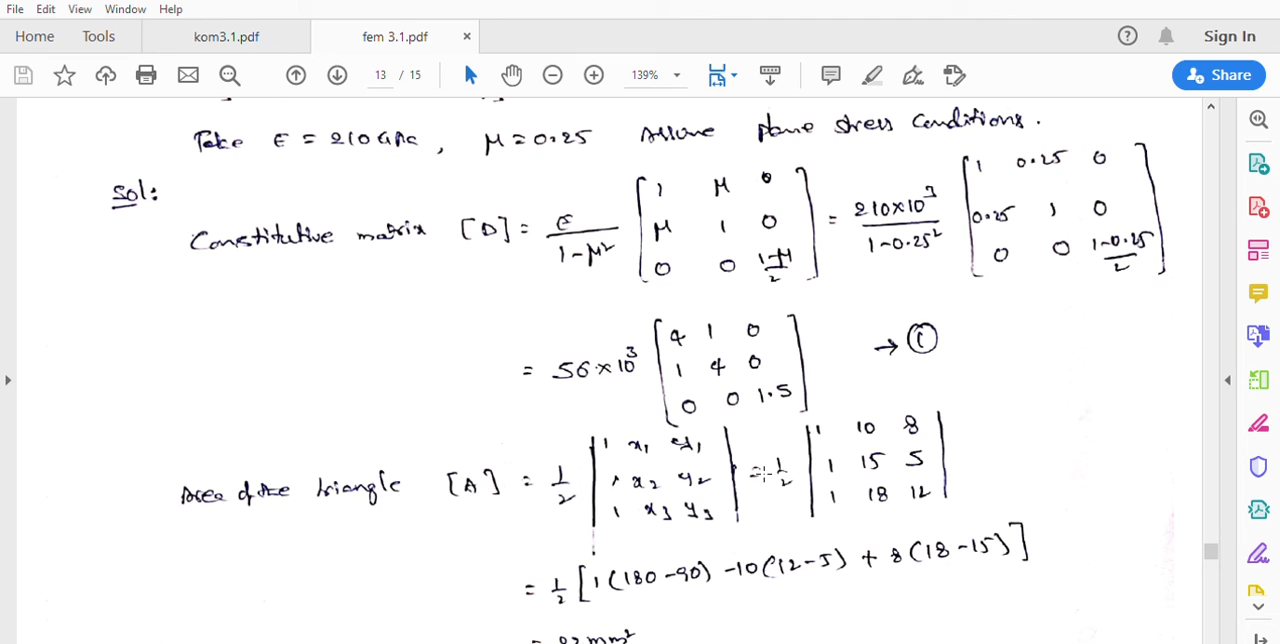 File Edit View Window Help
Home Tools kom3.1.pdf fem 3.1.pdf × Sign In
13 / 15 139% Share
Take E = 210 GPa, μ = 0.25 Assume plane stress conditions.
Sol:
Constitutive matrix [D] = E/(1-μ²) [1 μ 0; μ 1 0; 0 0 (1-μ)/2] = 210×10³/(1-0.25²) [1 0.25 0; 0.25 1 0; 0 0 (1-0.25)/2]
= 56×10³ [4 1 0; 1 4 0; 0 0 1.5] → ①
Area of the triangle [A] = 1/2 |1 x₁ y₁; 1 x₂ y₂; 1 x₃ y₃| = 1/2 |1 10 8; 1 15 5; 1 18 12|
= 1/2 [1(180-90) -10(12-5) + 8(18-15)]
mm²